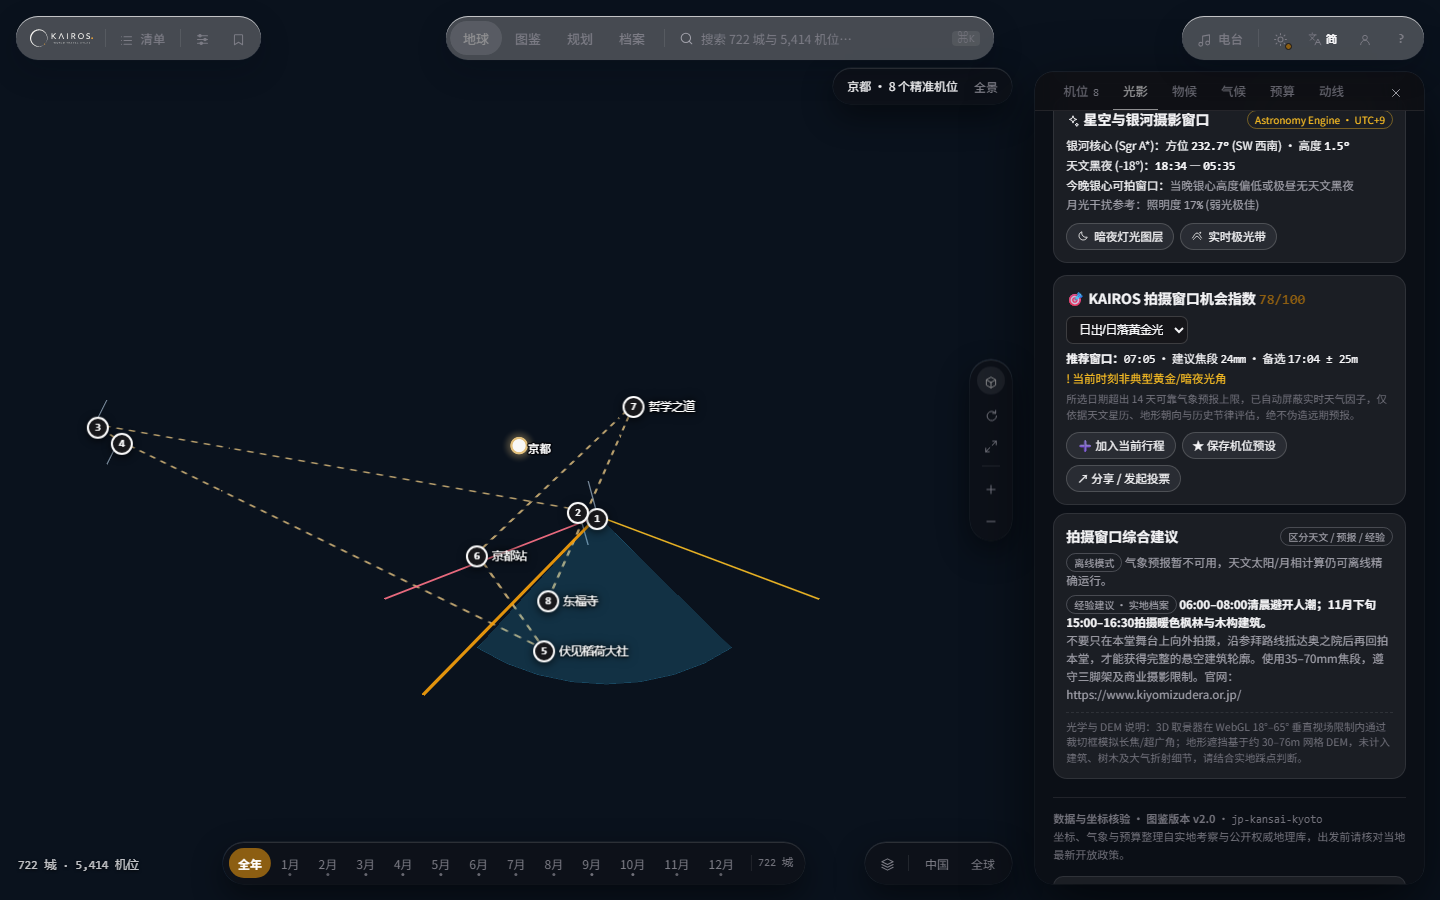 KAIROS.
清单
地球
图鉴
规划
档案
搜索 722 城与 5,414 机位…
⌘K
电台
简
?
京都 • 8 个精准机位
全景
机位 8
光影
物候
气候
预算
动线
星空与银河摄影窗口
Astronomy Engine • UTC+9
银河核心 (Sgr A*)：方位 232.7° (SW 西南) • 高度 1.5°
天文黑夜 (-18°)：18:34 — 05:35
今晚银心可拍窗口：当晚银心高度偏低或极昼无天文黑夜
月光干扰参考：照明度 17% (弱光极佳)
暗夜灯光图层
实时极光带
🎯 KAIROS 拍摄窗口机会指数 78/100
日出/日落黄金光
推荐窗口：07:05 • 建议焦段 24mm • 备选 17:04 ± 25m
! 当前时刻非典型黄金/暗夜光角
所选日期超出 14 天可靠气象预报上限，已自动屏蔽实时天气因子，仅
依据天文星历、地形朝向与历史节律评估，绝不伪造远期预报。
➕ 加入当前行程
★ 保存机位预设
↗ 分享 / 发起投票
拍摄窗口综合建议
区分天文 / 预报 / 经验
离线模式 气象预报暂不可用，天文太阳/月相计算仍可离线精
确运行。
经验建议 • 实地档案 06:00–08:00清晨避开人潮；11月下旬
15:00–16:30拍摄暖色枫林与木构建筑。
不要只在本堂舞台上向外拍摄，沿参拜路线抵达奥之院后再回拍
本堂，才能获得完整的悬空建筑轮廓。使用35–70mm焦段，遵
守三脚架及商业摄影限制。官网：
https://www.kiyomizudera.or.jp/
光学与 DEM 说明：3D 取景器在 WebGL 18°–65° 垂直视场限制内通过
裁切框模拟长焦/超广角；地形遮挡基于约 30–76m 网格 DEM，未计入
建筑、树木及大气折射细节，请结合实地踩点判断。
数据与坐标核验 • 图鉴版本 v2.0 • jp-kansai-kyoto
坐标、气象与预算整理自实地考察与公开权威地理库，出发前请核对当地
最新开放政策。
7 哲学之道
3
4
京都
2
1
6 京都站
8 东福寺
5 伏见稻荷大社
722 城 · 5,414 机位
全年
1月
2月
3月
4月
5月
6月
7月
8月
9月
10月
11月
12月
722 城
中国
全球